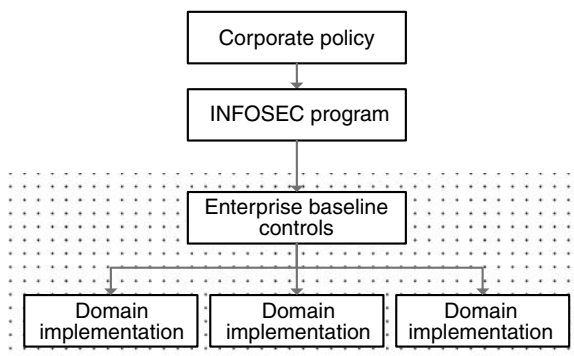 Corporate policy
INFOSEC program
Enterprise baseline
controls
Domain
implementation
Domain
implementation
Domain
implementation